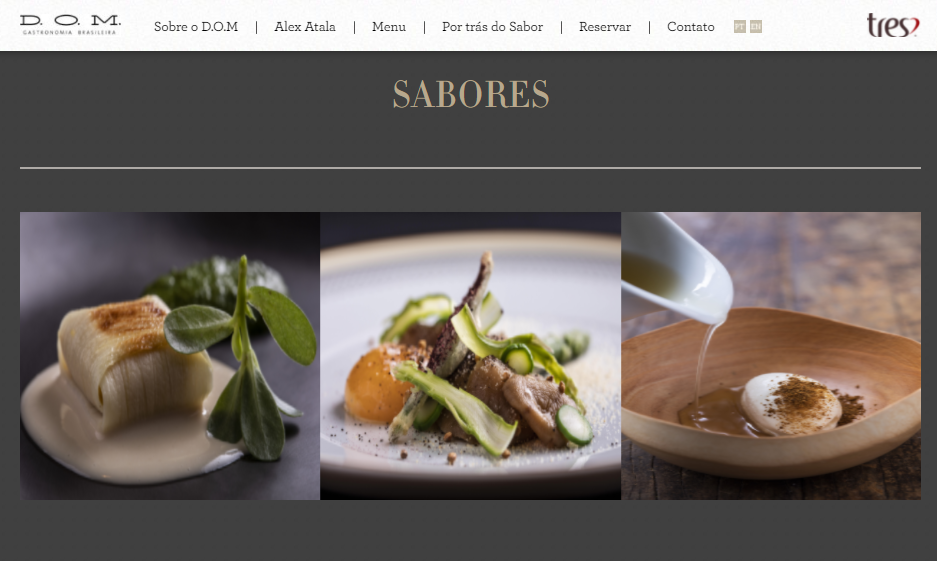 D. O. M.
GASTRONOMIA BRASILEIRA
Sobre o D.O.M | Alex Atala | Menu | Por trás do Sabor | Reservar | Contato PT EN
tres
SABORES